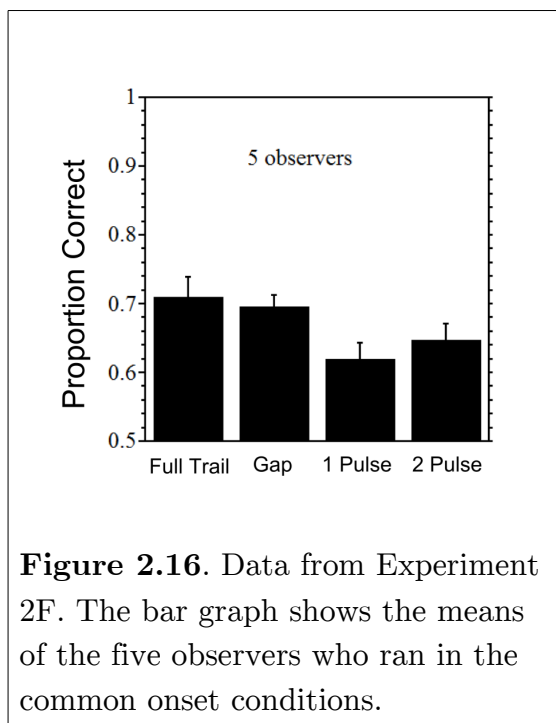 1
5 observers
0.9
0.8
0.7
0.6
0.5
Proportion Correct
Full Trail Gap 1 Pulse 2 Pulse
Figure 2.16. Data from Experiment
2F. The bar graph shows the means
of the five observers who ran in the
common onset conditions.